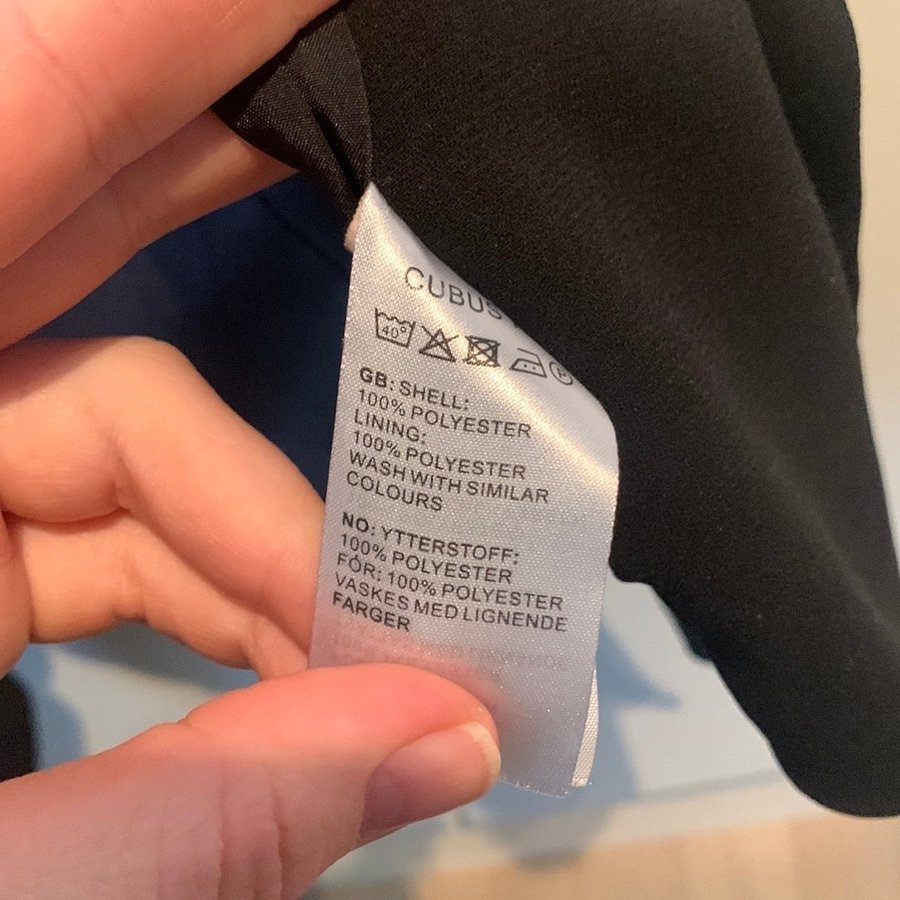 CUBUS
40°
P
GB: SHELL:
100% POLYESTER
LINING:
100% POLYESTER
WASH WITH SIMILAR
COLOURS
NO: YTTERSTOFF:
100% POLYESTER
FÓR: 100% POLYESTER
VASKES MED LIGNENDE
FARGER